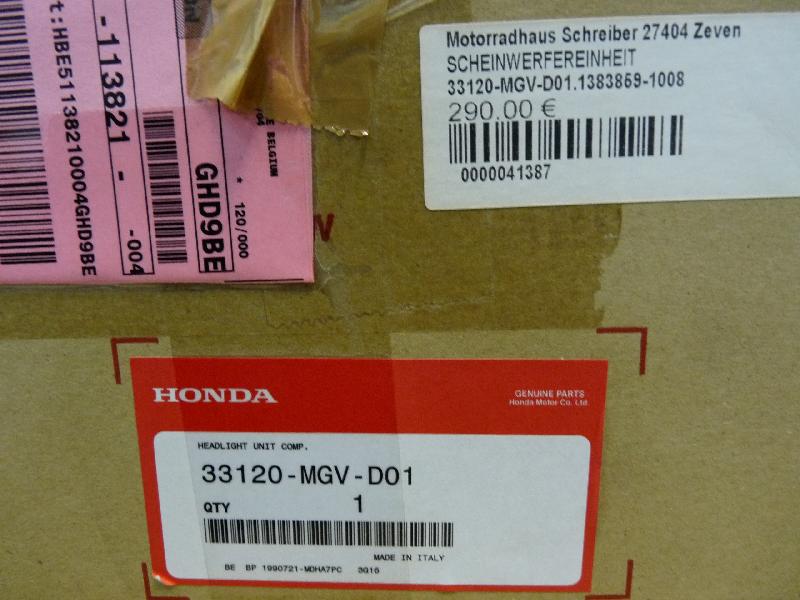 Motorradhaus Schreiber 27404 Zeven
SCHEINWERFEREINHEIT
33120-MGV-D01.1383869-1008
290.00 €
0000041387
t:HBE51138210004GHD9BE
-113821-
-004
GHD9BE
* 120/000
E BELGIUM
HONDA
GENUINE PARTS
Honda Motor Co. Ltd.
HEADLIGHT UNIT COMP.
33120-MGV-D01
QTY 1
MADE IN ITALY
BE BP 1990721-MDHA7PC 3G16